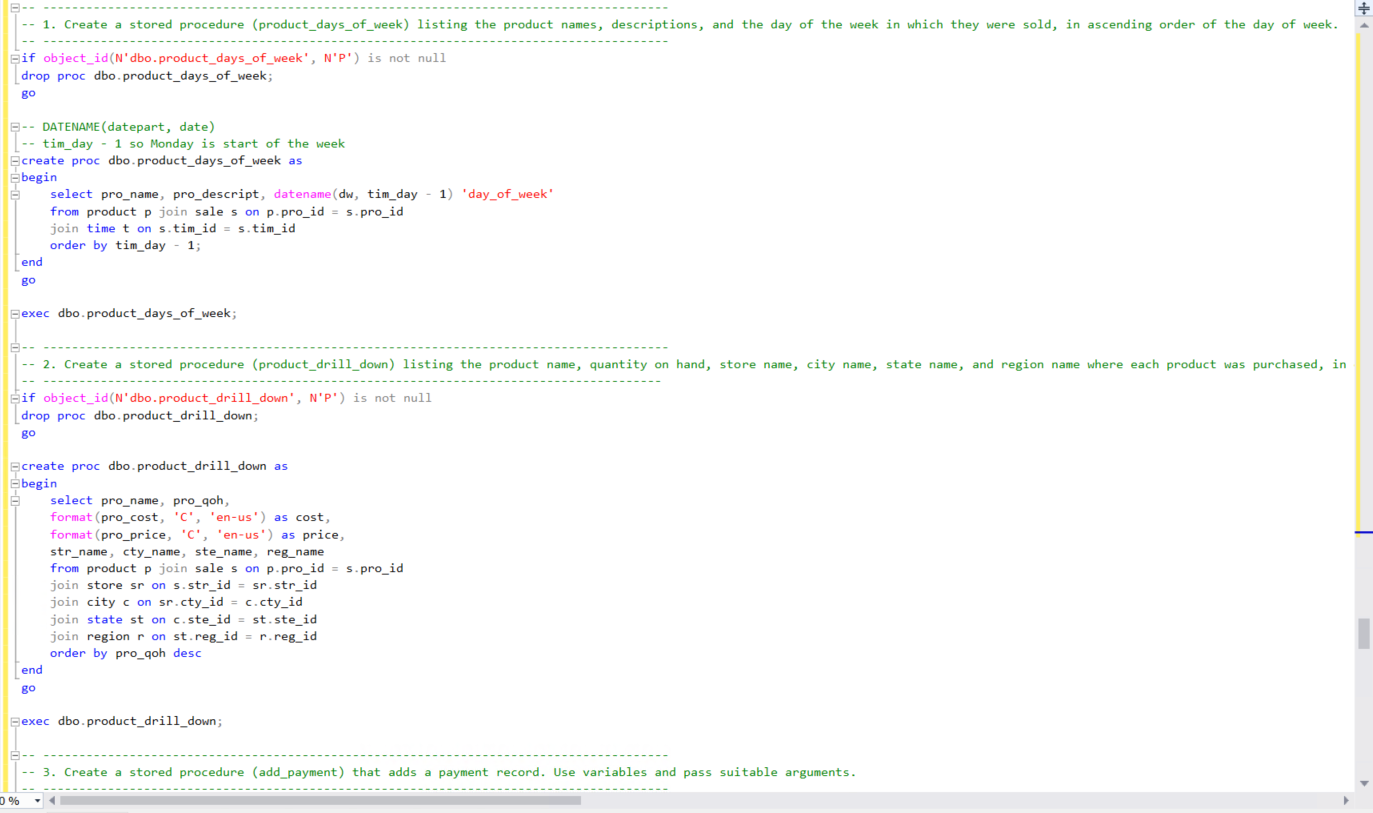 -- ---------------------------------------------------------------------------------------
-- 1. Create a stored procedure (product_days_of_week) listing the product names, descriptions, and the day of the week in which they were sold, in ascending order of the day of week.
-- ---------------------------------------------------------------------------------------
if object_id(N'dbo.product_days_of_week', N'P') is not null
drop proc dbo.product_days_of_week;
go
-- DATENAME(datepart, date)
-- tim_day - 1 so Monday is start of the week
create proc dbo.product_days_of_week as
begin
    select pro_name, pro_descript, datename(dw, tim_day - 1) 'day_of_week'
    from product p join sale s on p.pro_id = s.pro_id
    join time t on s.tim_id = s.tim_id
    order by tim_day - 1;
end
go
exec dbo.product_days_of_week;
-- ---------------------------------------------------------------------------------------
-- 2. Create a stored procedure (product_drill_down) listing the product name, quantity on hand, store name, city name, state name, and region name where each product was purchased, in
-- --------------------------------------------------------------------------------------
if object_id(N'dbo.product_drill_down', N'P') is not null
drop proc dbo.product_drill_down;
go
create proc dbo.product_drill_down as
begin
    select pro_name, pro_qoh,
    format(pro_cost, 'C', 'en-us') as cost,
    format(pro_price, 'C', 'en-us') as price,
    str_name, cty_name, ste_name, reg_name
    from product p join sale s on p.pro_id = s.pro_id
    join store sr on s.str_id = sr.str_id
    join city c on sr.cty_id = c.cty_id
    join state st on c.ste_id = st.ste_id
    join region r on st.reg_id = r.reg_id
    order by pro_qoh desc
end
go
exec dbo.product_drill_down;
-- ---------------------------------------------------------------------------------------
-- 3. Create a stored procedure (add_payment) that adds a payment record. Use variables and pass suitable arguments.
-- ---------------------------------------------------------------------------------------
0 %